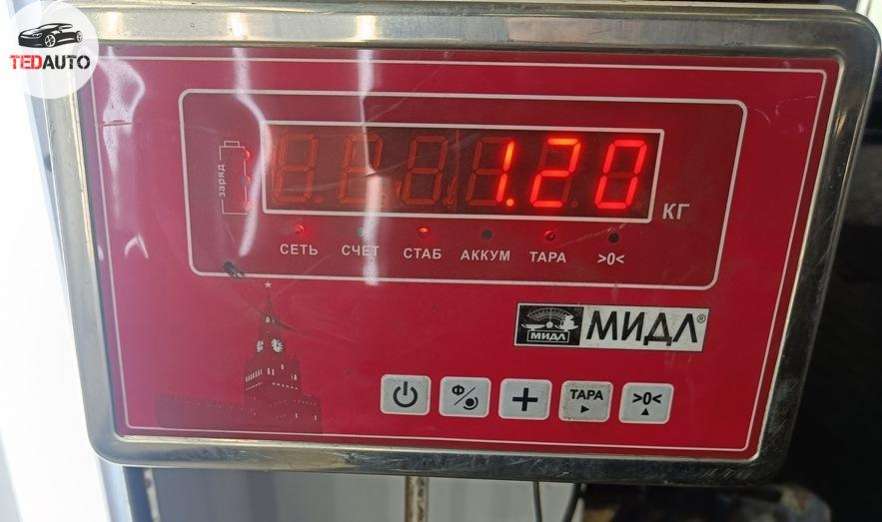 TEDAUTO
заряд
1.20
КГ
СЕТЬ СЧЕТ СТАБ АККУМ ТАРА >0<
МИДЛ МИДЛ®
Ф/ + ТАРА >0<